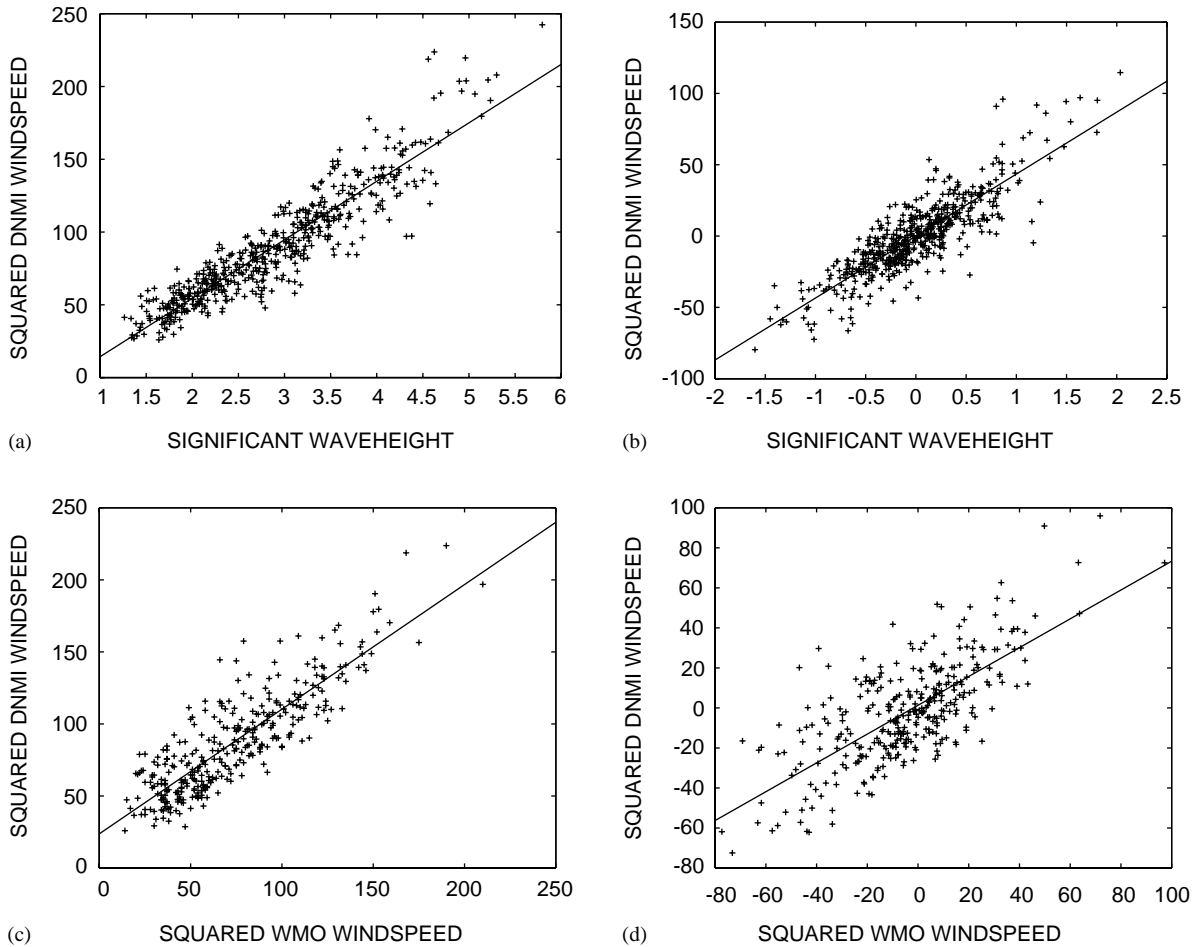 250
200
150
100
50
0
SQUARED DNMI WINDSPEED
1 1.5 2 2.5 3 3.5 4 4.5 5 5.5 6
(a) SIGNIFICANT WAVEHEIGHT
150
100
50
0
-50
-100
SQUARED DNMI WINDSPEED
-2 -1.5 -1 -0.5 0 0.5 1 1.5 2 2.5
(b) SIGNIFICANT WAVEHEIGHT
250
200
150
100
50
0
SQUARED DNMI WINDSPEED
0 50 100 150 200 250
(c) SQUARED WMO WINDSPEED
100
80
60
40
20
0
-20
-40
-60
-80
SQUARED DNMI WINDSPEED
-80 -60 -40 -20 0 20 40 60 80 100
(d) SQUARED WMO WINDSPEED